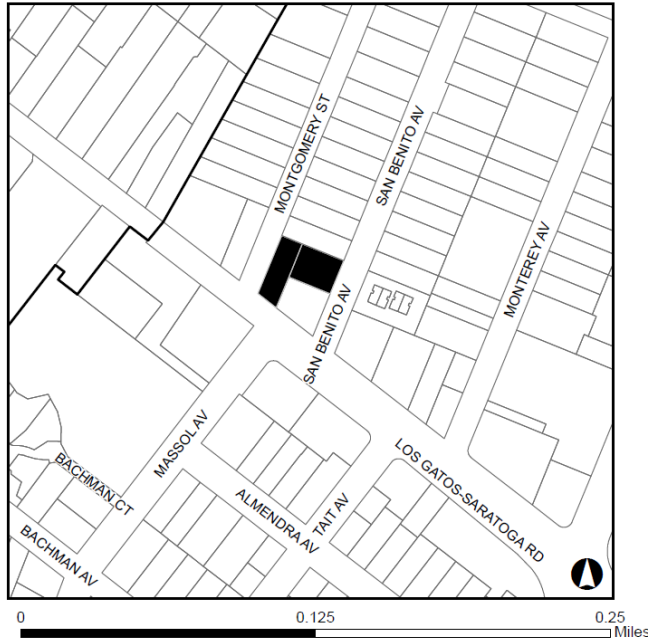 MONTGOMERY ST
SAN BENITO AV
MONTEREY AV
SAN BENITO AV
MASSOL AV
LOS GATOS-SARATOGA RD
BACHMAN CT
ALMENDRA AV
TAIT AV
BACHMAN AV
0
0.125
0.25
Miles